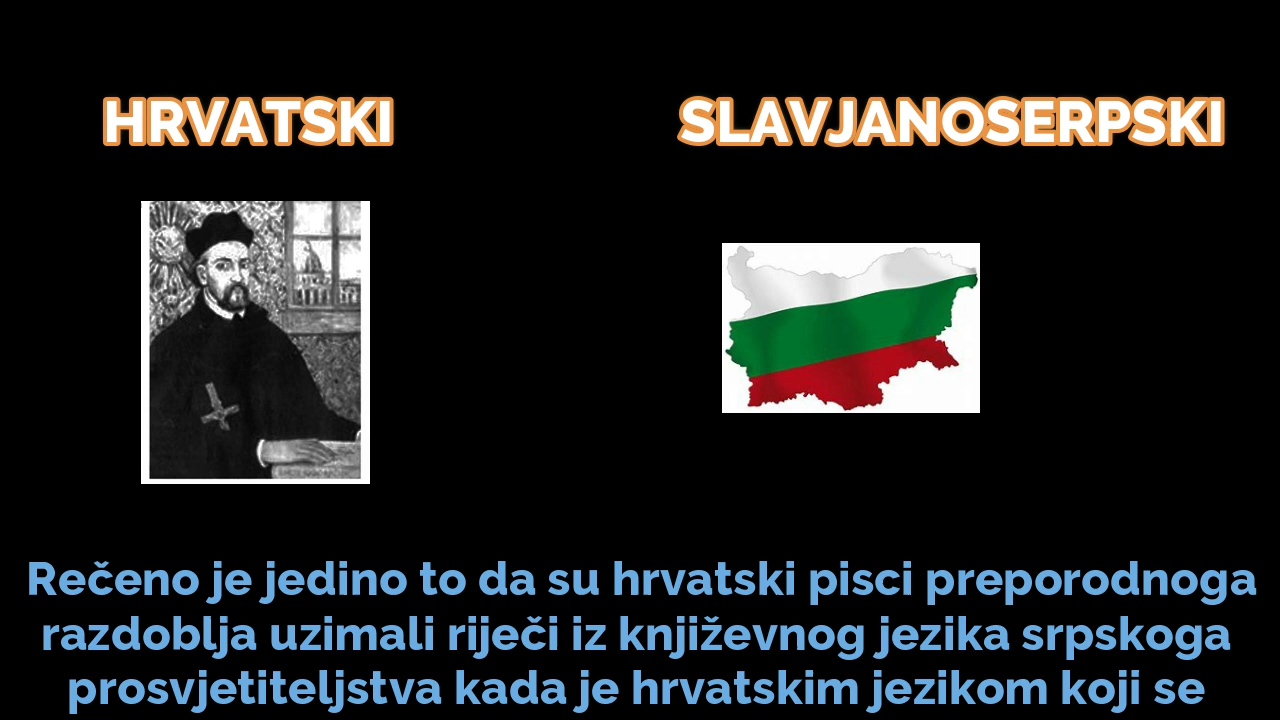 HRVATSKI
SLAVJANOSERPSKI
Rečeno je jedino to da su hrvatski pisci preporodnoga
razdoblja uzimali riječi iz književnog jezika srpskoga
prosvjetiteljstva kada je hrvatskim jezikom koji se